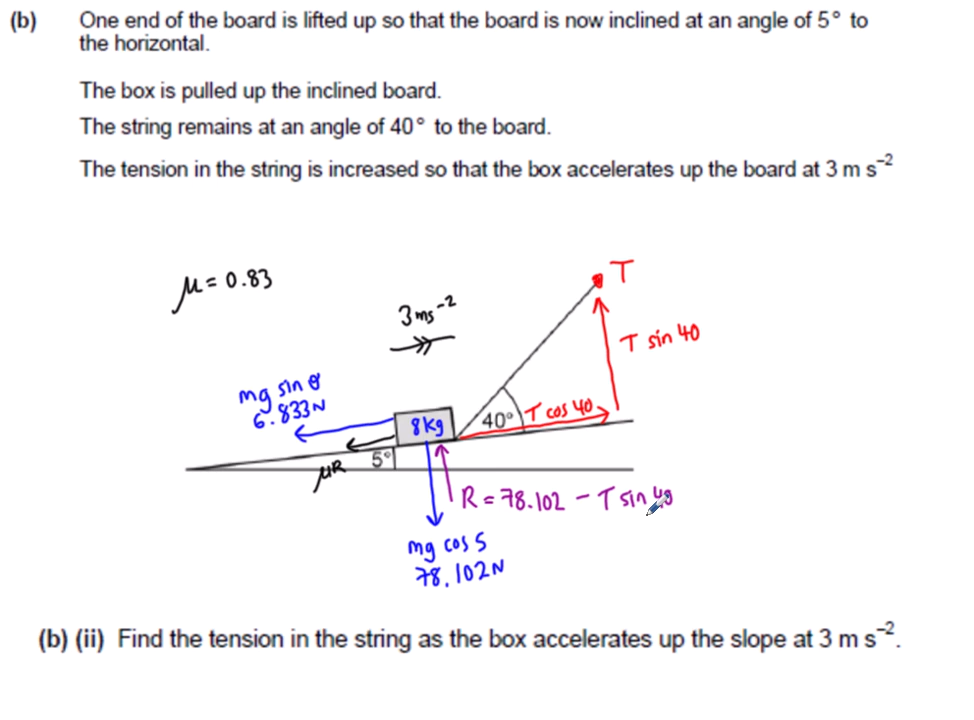 (b) One end of the board is lifted up so that the board is now inclined at an angle of 5° to
the horizontal.
The box is pulled up the inclined board.
The string remains at an angle of 40° to the board.
The tension in the string is increased so that the box accelerates up the board at 3 m s⁻²
μ = 0.83
3ms⁻²
T
T sin 40
mg sin θ
6.833N
8kg
40°
T cos 40
5°
μR
R = 78.102 - T sin 40
mg cos 5
78.102N
(b) (ii) Find the tension in the string as the box accelerates up the slope at 3 m s⁻².